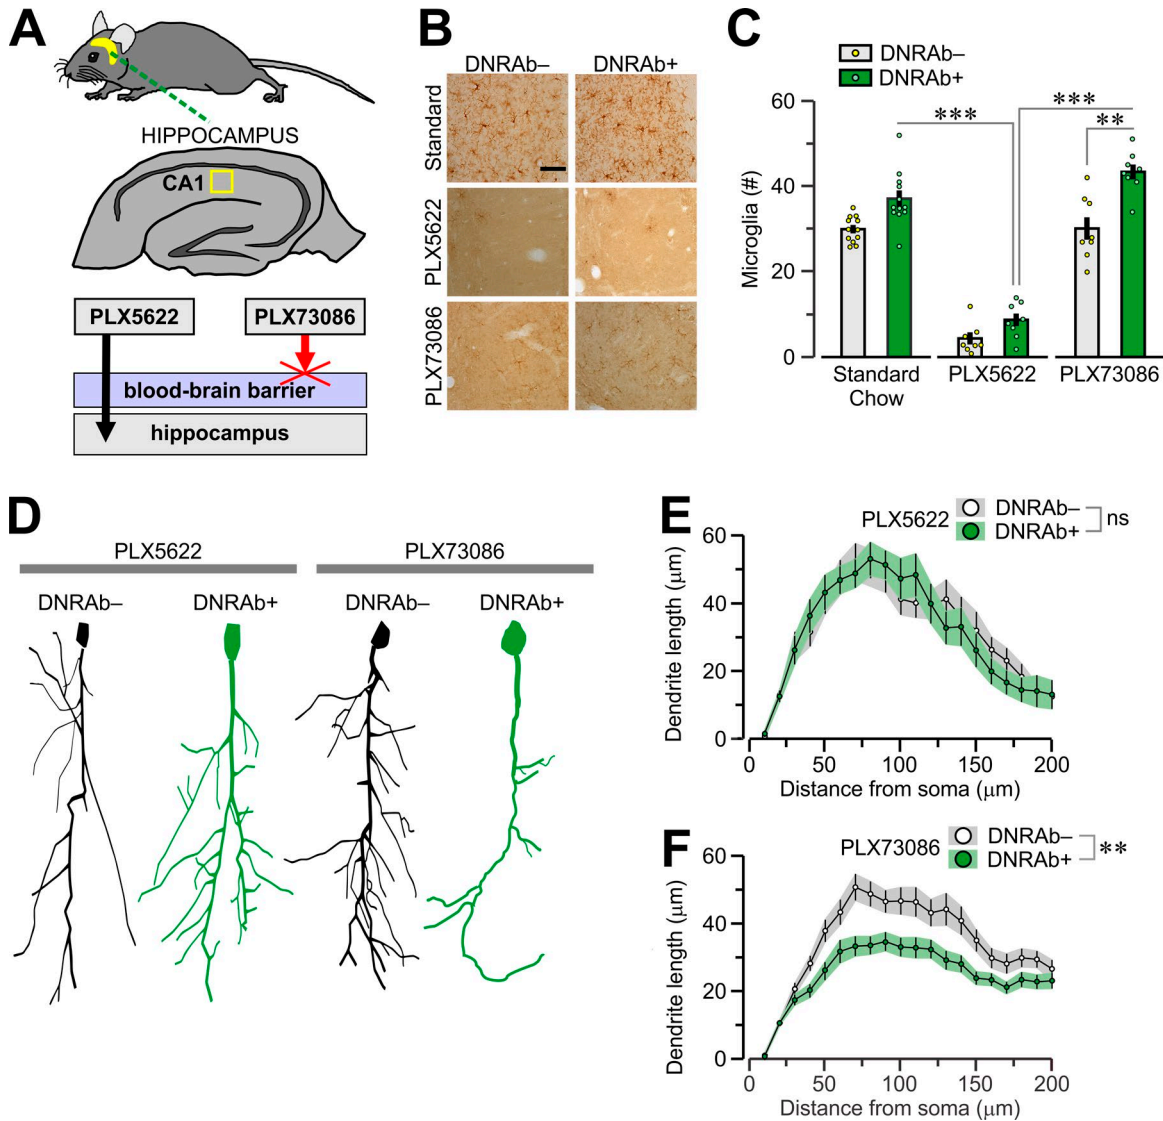 A
HIPPOCAMPUS
CA1
PLX5622
PLX73086
blood-brain barrier
hippocampus
B
DNRAb–
DNRAb+
Standard
PLX5622
PLX73086
C
DNRAb–
DNRAb+
***
***
**
Microglia (#)
60
40
20
0
Standard
Chow
PLX5622
PLX73086
D
PLX5622
PLX73086
DNRAb–
DNRAb+
DNRAb–
DNRAb+
E
PLX5622
DNRAb–
DNRAb+
ns
Dendrite length (μm)
60
40
20
0
0
50
100
150
200
Distance from soma (μm)
F
PLX73086
DNRAb–
DNRAb+
**
Dendrite length (μm)
60
40
20
0
0
50
100
150
200
Distance from soma (μm)